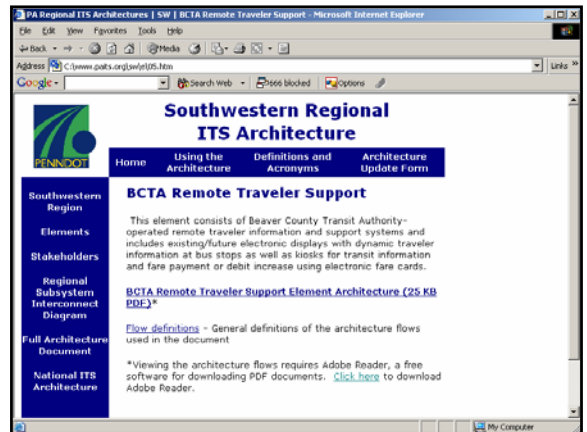 PA Regional ITS Architectures | SW | BCTA Remote Traveler Support - Microsoft Internet Explorer
File Edit View Favorites Tools Help
Back Media
Address C:\www.paits.org\sw\el\05.htm Links »
Google Search Web 666 blocked Options
Southwestern Regional
ITS Architecture
PENNDOT
Home Using the Architecture Definitions and Acronyms Architecture Update Form
Southwestern Region
Elements
Stakeholders
Regional Subsystem Interconnect Diagram
Full Architecture Document
National ITS Architecture
BCTA Remote Traveler Support
This element consists of Beaver County Transit Authority-
operated remote traveler information and support systems and
includes existing/future electronic displays with dynamic traveler
information at bus stops as well as kiosks for transit information
and fare payment or debit increase using electronic fare cards.
BCTA Remote Traveler Support Element Architecture (25 KB
PDF)*
Flow definitions - General definitions of the architecture flows
used in the document
*Viewing the architecture flows requires Adobe Reader, a free
software for downloading PDF documents. Click here to download
Adobe Reader.
My Computer